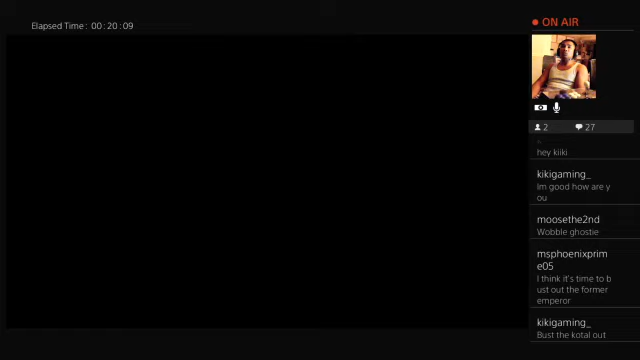 Elapsed Time: 00:20:09
ON AIR
2 27
hey kiiki
kikigaming_
Im good how are y
ou
moosethe2nd
Wobble ghostie
msphoenixprim
e05
I think it's time to b
ust out the former
emperor
kikigaming_
Bust the kotal out